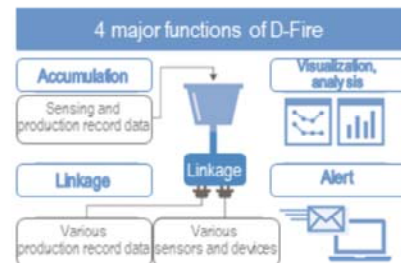 4 major functions of D-Fire
Accumulation
Sensing and
production record data
Visualization,
analysis
Linkage
Linkage
Alert
Various
production record data
Various
sensors and devices